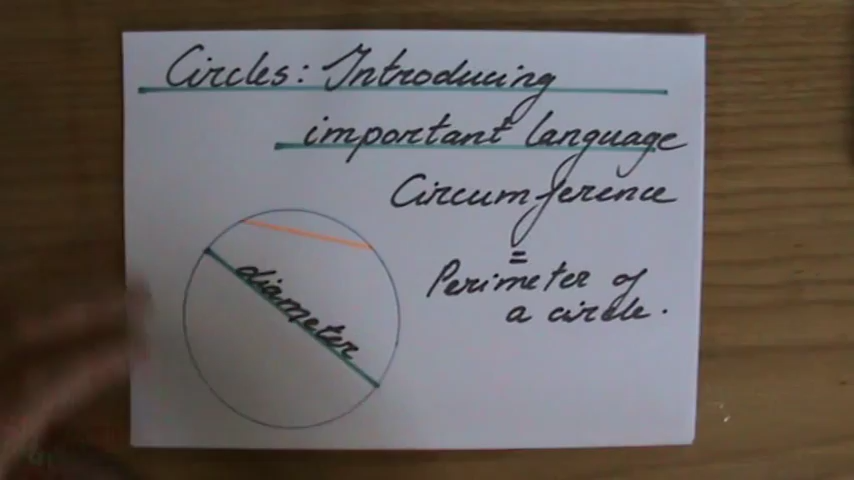 Circles: Introducing
important language
Circumference
=
Perimeter of
a circle.
diameter